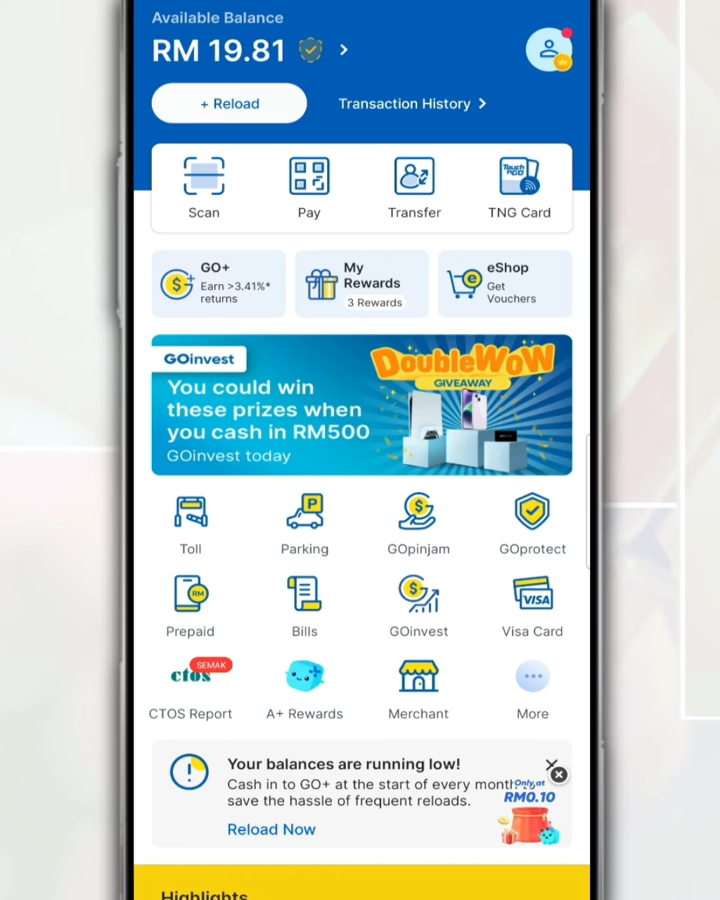 Available Balance
RM 19.81
+ Reload
Transaction History
Scan
Pay
Transfer
Touch
nGO
TNG Card
GO+
Earn >3.41%*
returns
My
Rewards
3 Rewards
e
eShop
Get
Vouchers
GOinvest
You could win
these prizes when
you cash in RM500
GOinvest today
DoubleWoW
GIVEAWAY
Toll
P
Parking
GOpinjam
GOprotect
RM
Prepaid
Bills
GOinvest
VISA
Visa Card
ctos
SEMAK
CTOS Report
A+ Rewards
Merchant
More
Your balances are running low!
Cash in to GO+ at the start of every month
save the hassle of frequent reloads.
Reload Now
Only at
RM0.10
Highlights